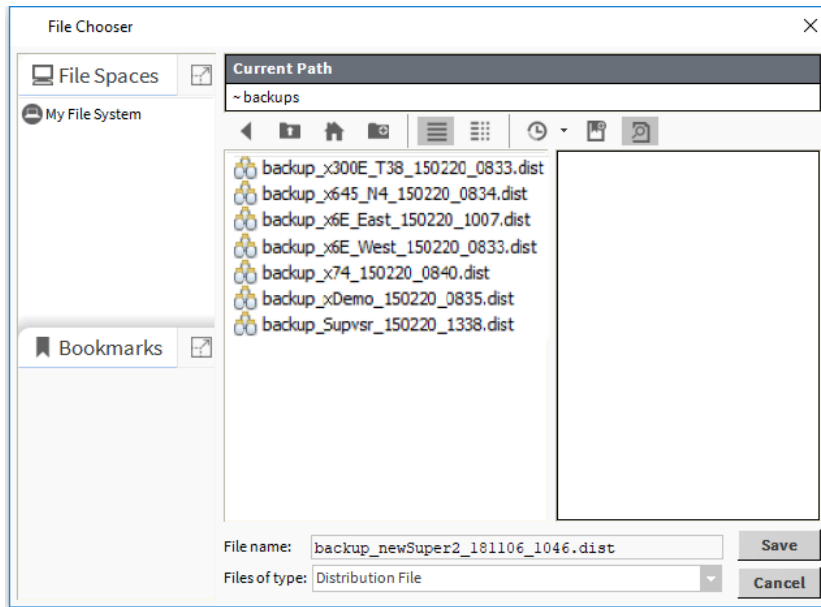 File Chooser
File Spaces
My File System
Bookmarks
Current Path
~backups
backup_x300E_T38_150220_0833.dist
backup_x645_N4_150220_0834.dist
backup_x6E_East_150220_1007.dist
backup_x6E_West_150220_0833.dist
backup_x74_150220_0840.dist
backup_xDemo_150220_0835.dist
backup_Supvsr_150220_1338.dist
File name: backup_newSuper2_181106_1046.dist Save
Files of type: Distribution File Cancel